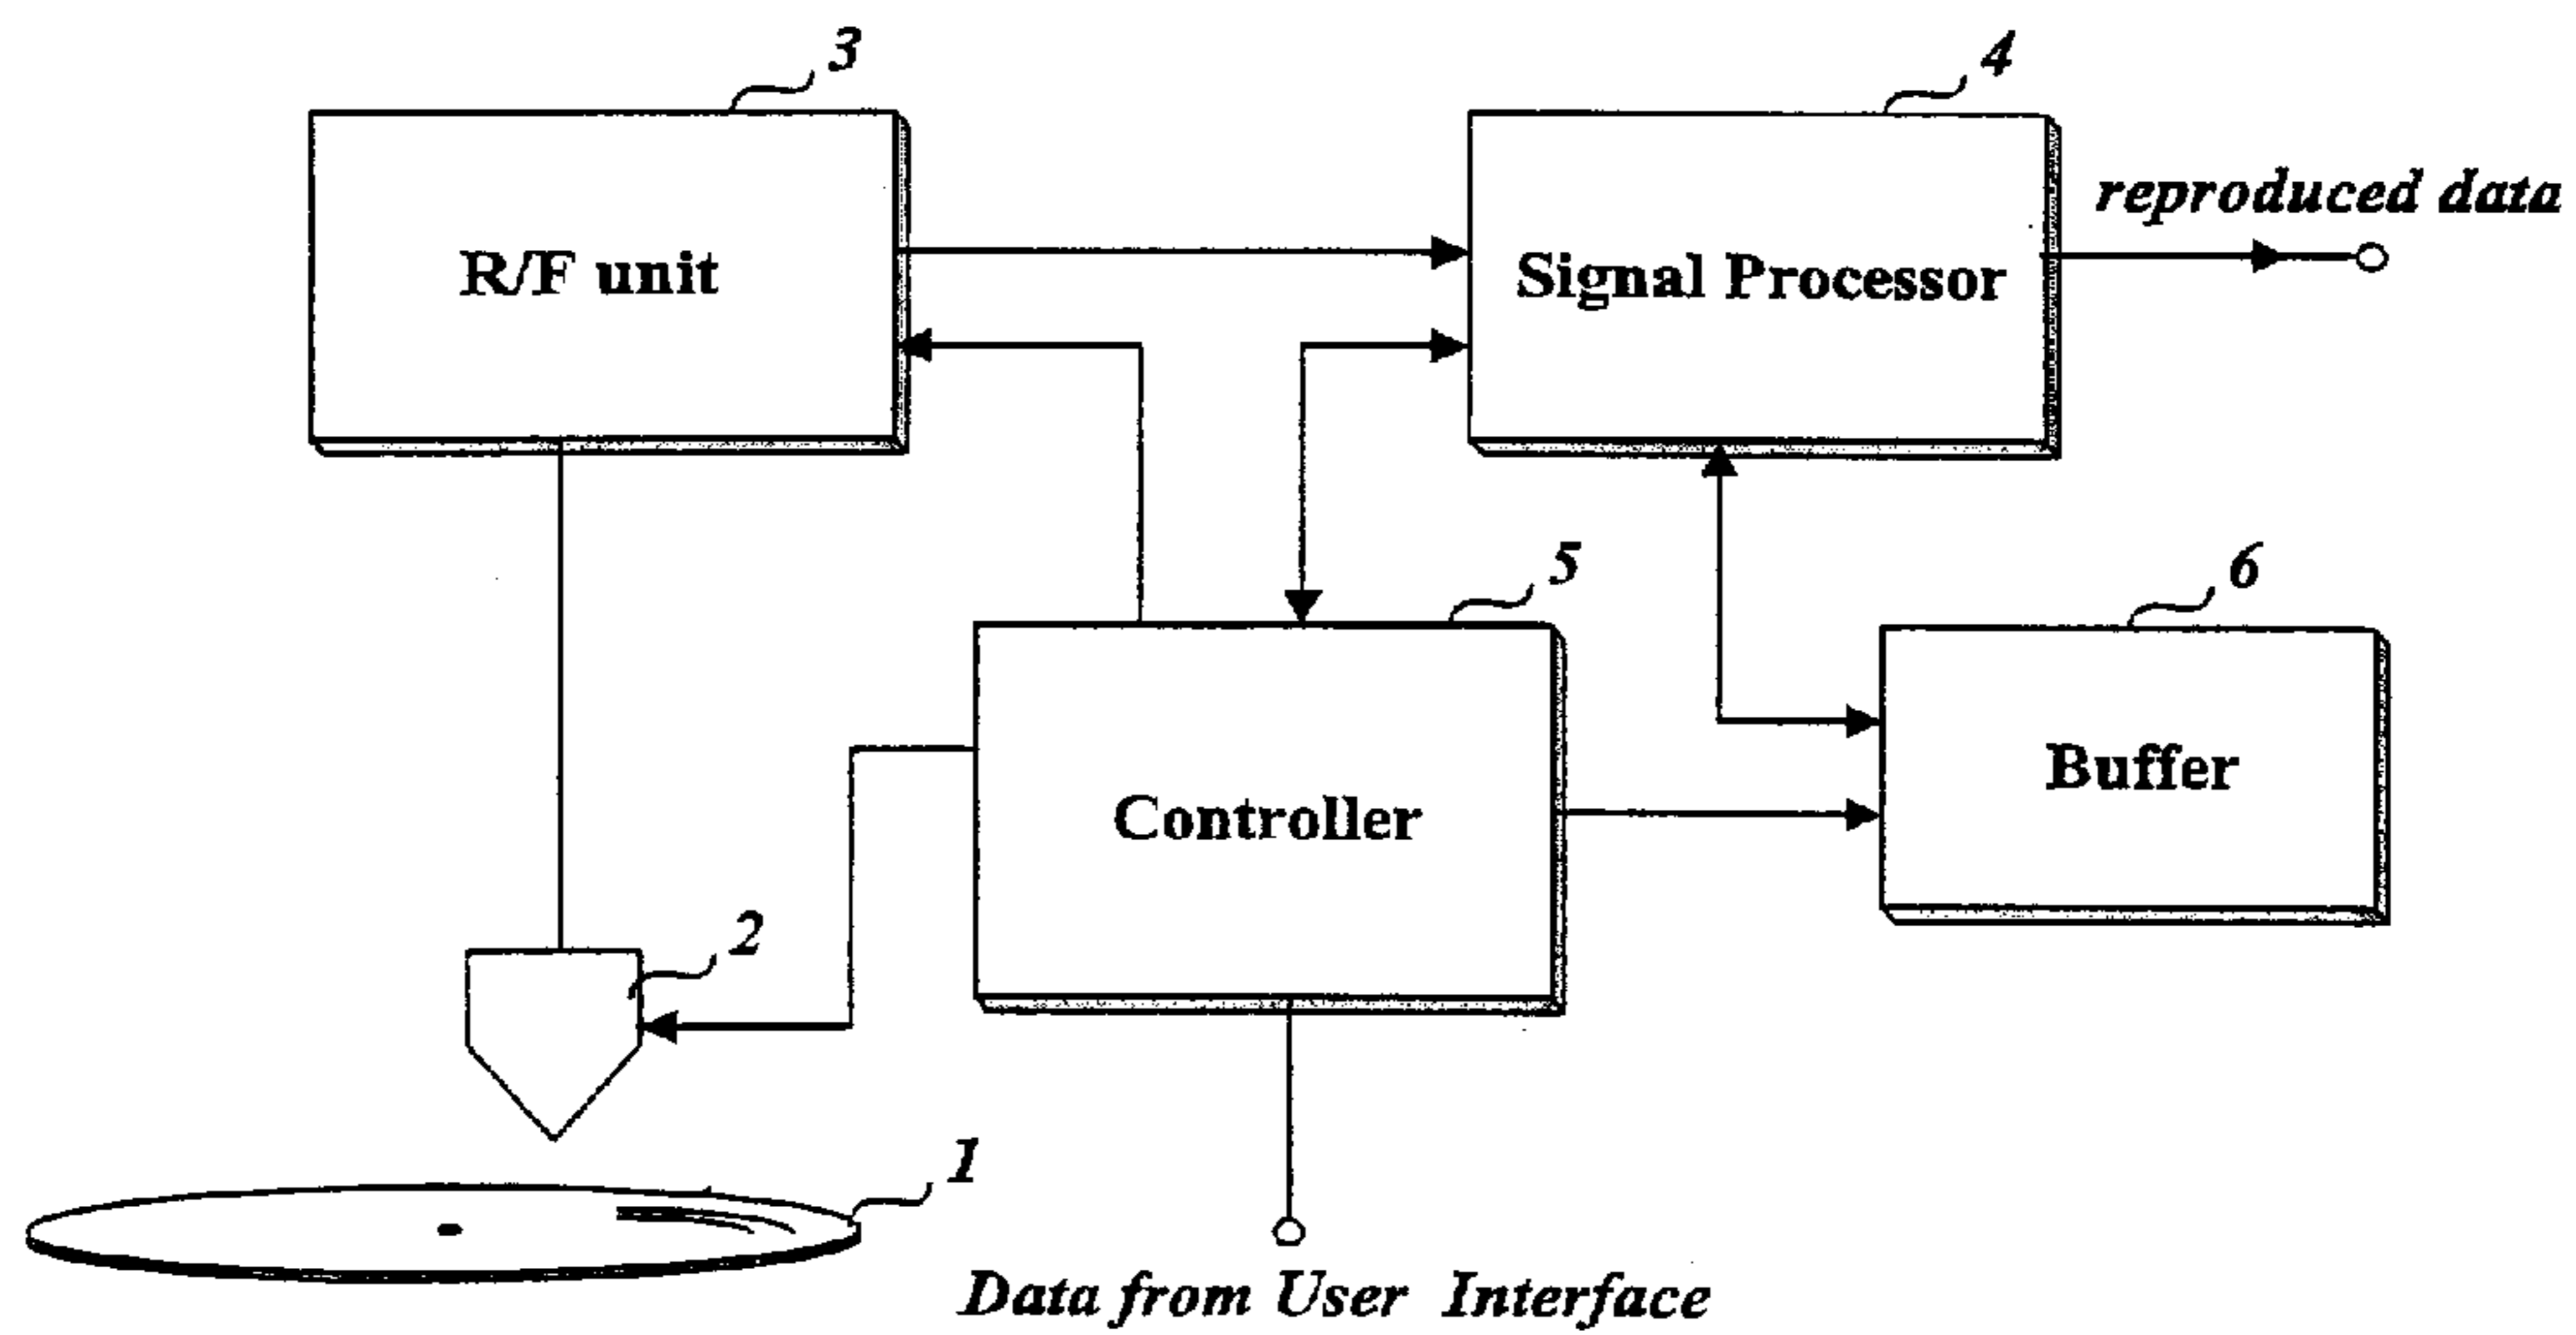 3
4
R/F unit
Signal Processor
reproduced data
5
6
Controller
Buffer
2
1
Data from User Interface